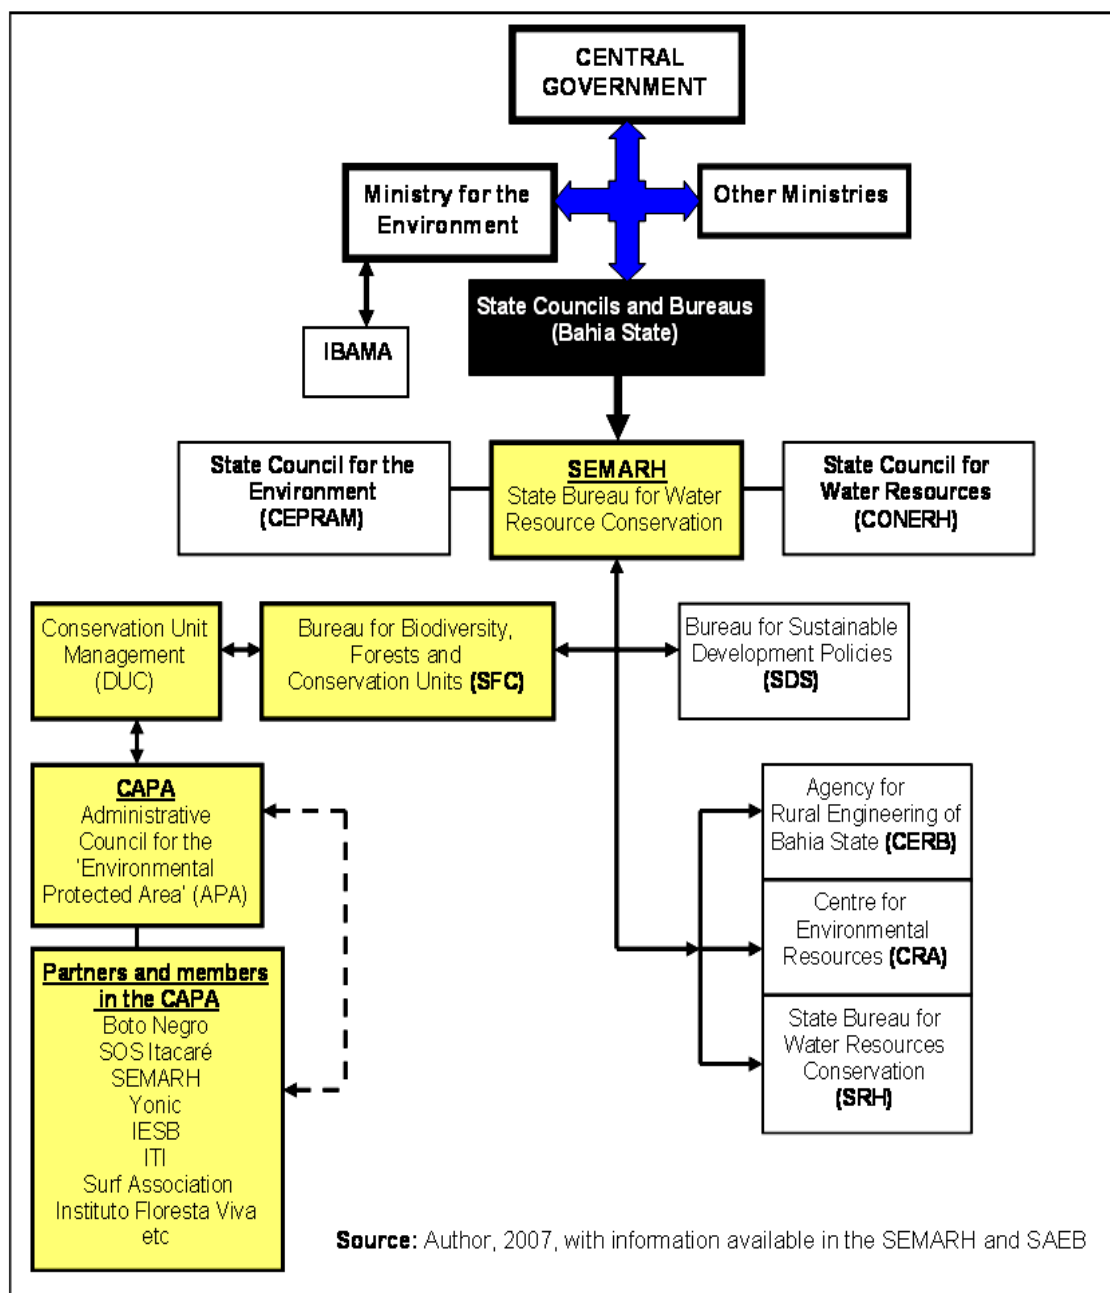 CENTRAL
GOVERNMENT
Ministry for the
Environment
Other Ministries
State Councils and Bureaus
(Bahia State)
IBAMA
State Council for the
Environment
(CEPRAM)
SEMARH
State Bureau for Water
Resource Conservation
State Council for
Water Resources
(CONERH)
Conservation Unit
Management
(DUC)
Bureau for Biodiversity,
Forests and
Conservation Units (SFC)
Bureau for Sustainable
Development Policies
(SDS)
CAPA
Administrative
Council for the
'Environmental
Protected Area' (APA)
Agency for
Rural Engineering of
Bahia State (CERB)
Centre for
Environmental
Resources (CRA)
State Bureau for
Water Resources
Conservation
(SRH)
Partners and members
in the CAPA
Boto Negro
SOS Itacaré
SEMARH
Yonic
IESB
ITI
Surf Association
Instituto Floresta Viva
etc
Source: Author, 2007, with information available in the SEMARH and SAEB